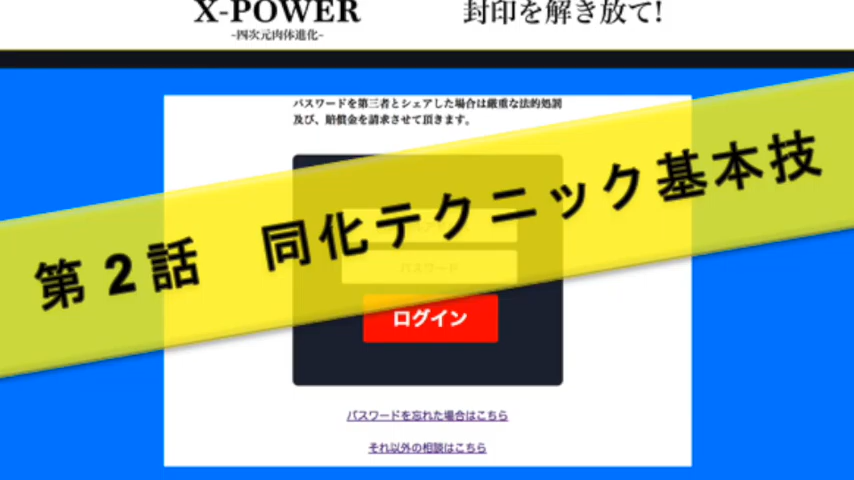 X-POWER
~四次元肉体進化~
封印を解き放て!
パスワードを第三者とシェアした場合は厳重な法的処罰
及び、賠償金を請求させて頂きます。
第2話 同化テクニック基本技
パスワード
ログイン
パスワードを忘れた場合はこちら
それ以外の相談はこちら